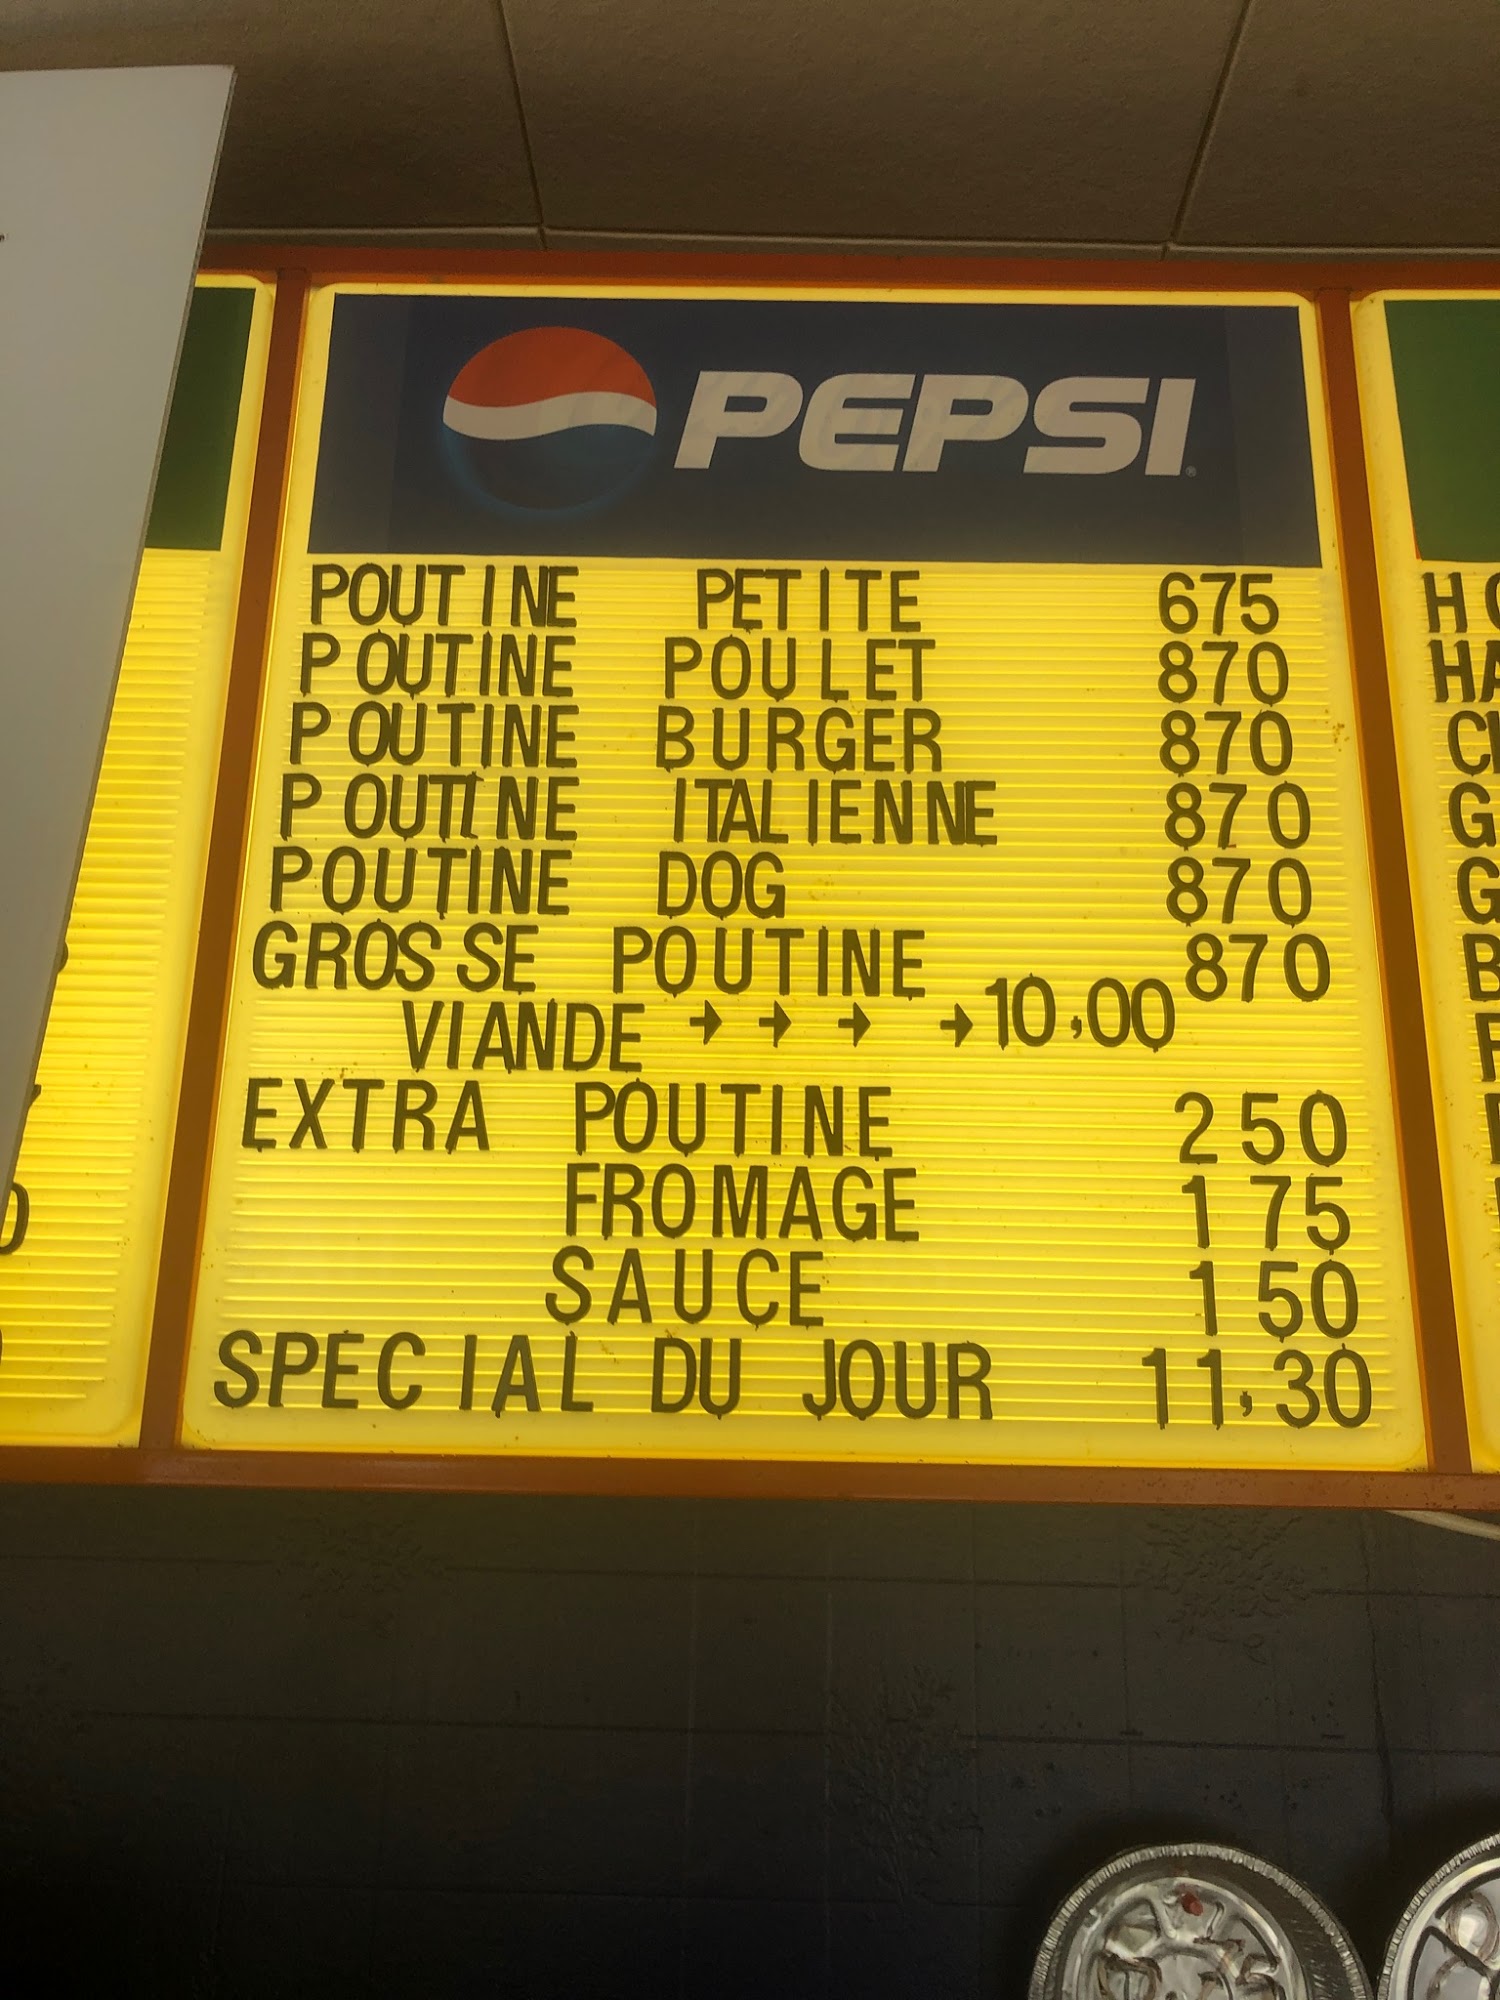 PEPSI
POUTINE PETITE 675
POUTINE POULET 870
POUTINE BURGER 870
POUTINE ITALIENNE 870
POUTINE DOG 870
GROSSE POUTINE 870
VIANDE → → → → 10,00
EXTRA POUTINE 250
FROMAGE 175
SAUCE 150
SPECIAL DU JOUR 11,30